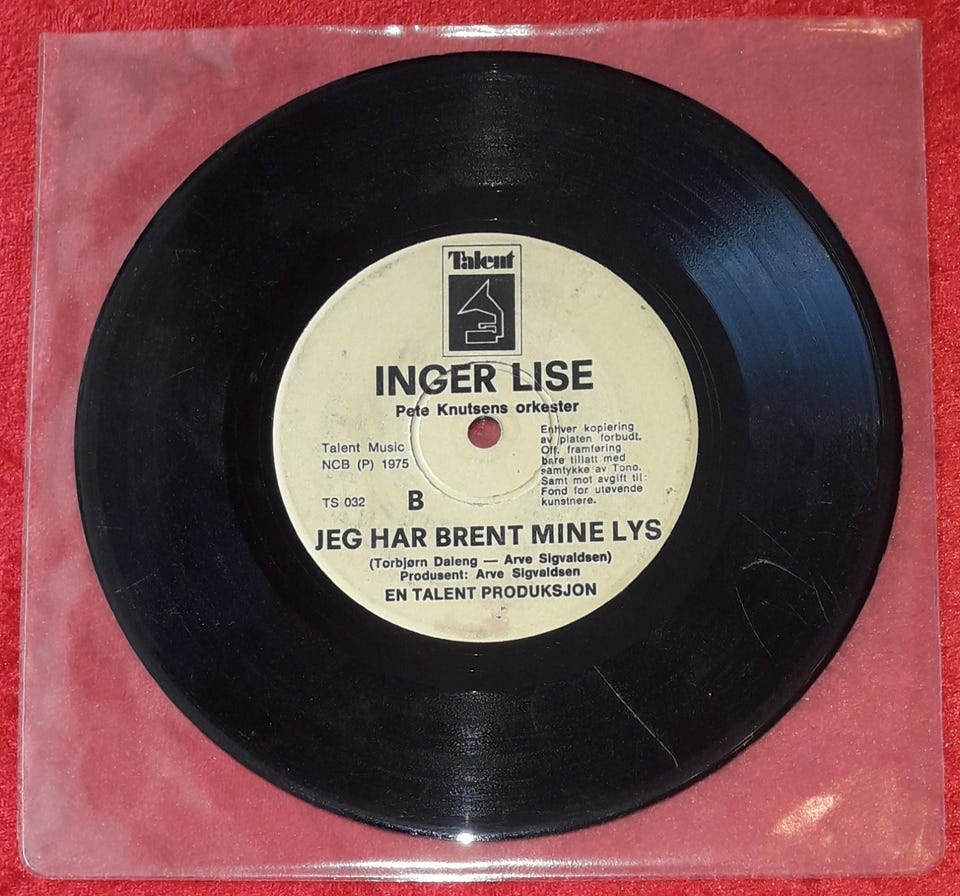 Talent
INGER LISE
Pete Knutsens orkester
Talent Music
NCB (P) 1975
Enhver kopiering
av platen forbudt.
Off. framføring
bare tillatt med
samtykke av Tono.
Samt mot avgift til:
Fond for utøvende
kunstnere.
TS 032
B
JEG HAR BRENT MINE LYS
(Torbjørn Daleng — Arve Sigvaldsen)
Produsent: Arve Sigvaldsen
EN TALENT PRODUKSJON